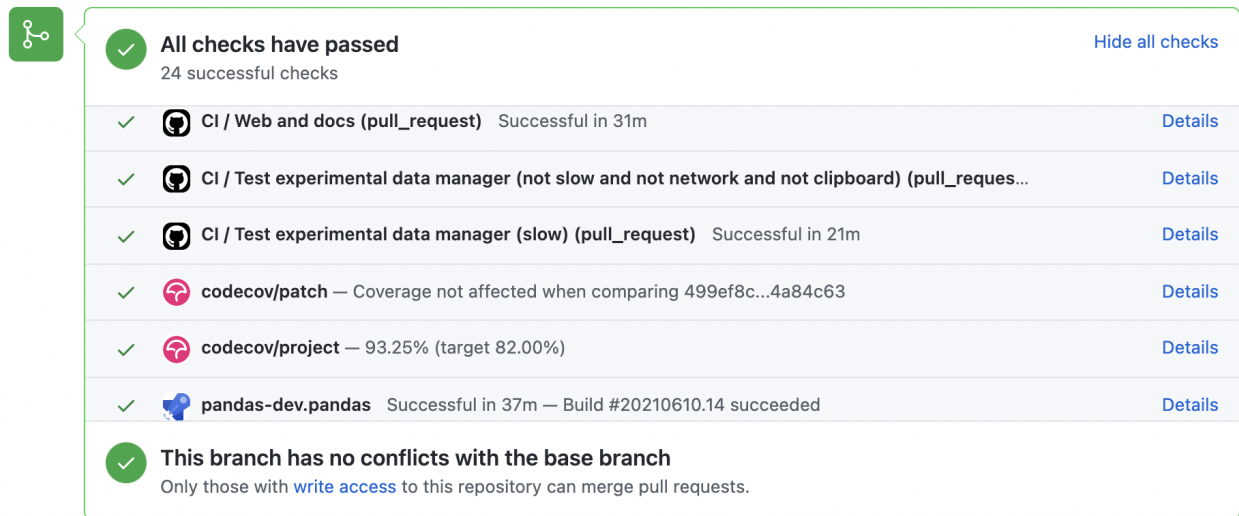 All checks have passed
Hide all checks
24 successful checks
CI / Web and docs (pull_request) Successful in 31m Details
CI / Test experimental data manager (not slow and not network and not clipboard) (pull_reques... Details
CI / Test experimental data manager (slow) (pull_request) Successful in 21m Details
codecov/patch — Coverage not affected when comparing 499ef8c...4a84c63 Details
codecov/project — 93.25% (target 82.00%) Details
pandas-dev.pandas Successful in 37m — Build #20210610.14 succeeded Details
This branch has no conflicts with the base branch
Only those with write access to this repository can merge pull requests.